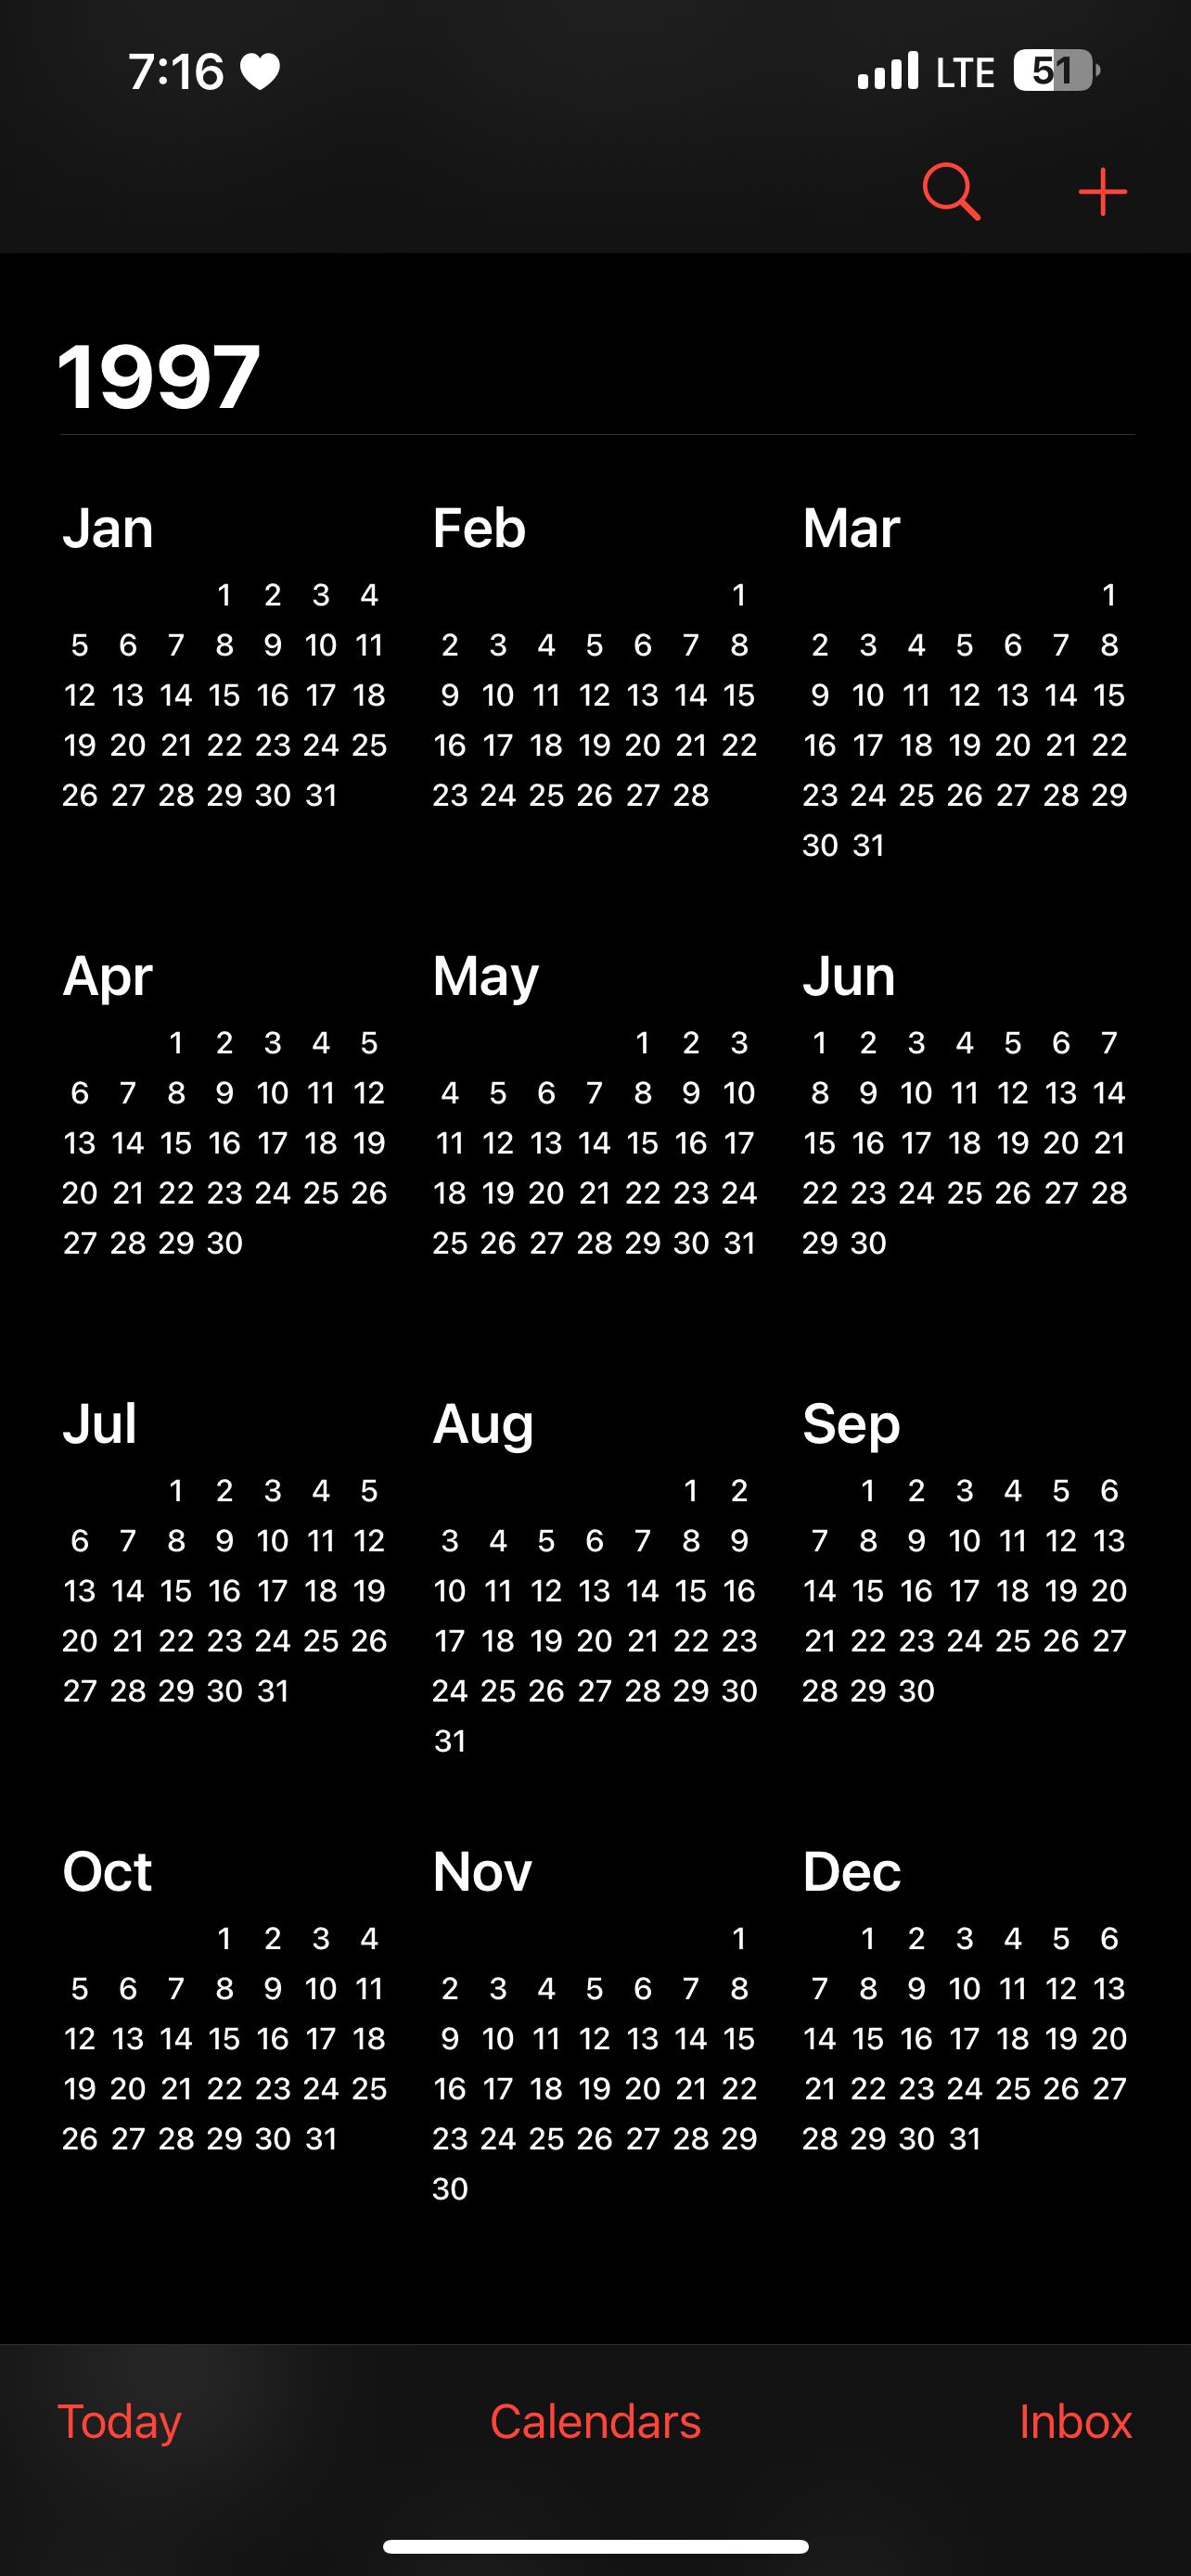 7:16 LTE 51
1997
Jan Feb Mar
1 2 3 4 1 1
5 6 7 8 9 10 11 2 3 4 5 6 7 8 2 3 4 5 6 7 8
12 13 14 15 16 17 18 9 10 11 12 13 14 15 9 10 11 12 13 14 15
19 20 21 22 23 24 25 16 17 18 19 20 21 22 16 17 18 19 20 21 22
26 27 28 29 30 31 23 24 25 26 27 28 23 24 25 26 27 28 29
30 31
Apr May Jun
1 2 3 4 5 1 2 3 1 2 3 4 5 6 7
6 7 8 9 10 11 12 4 5 6 7 8 9 10 8 9 10 11 12 13 14
13 14 15 16 17 18 19 11 12 13 14 15 16 17 15 16 17 18 19 20 21
20 21 22 23 24 25 26 18 19 20 21 22 23 24 22 23 24 25 26 27 28
27 28 29 30 25 26 27 28 29 30 31 29 30
Jul Aug Sep
1 2 3 4 5 1 2 1 2 3 4 5 6
6 7 8 9 10 11 12 3 4 5 6 7 8 9 7 8 9 10 11 12 13
13 14 15 16 17 18 19 10 11 12 13 14 15 16 14 15 16 17 18 19 20
20 21 22 23 24 25 26 17 18 19 20 21 22 23 21 22 23 24 25 26 27
27 28 29 30 31 24 25 26 27 28 29 30 28 29 30
31
Oct Nov Dec
1 2 3 4 1 1 2 3 4 5 6
5 6 7 8 9 10 11 2 3 4 5 6 7 8 7 8 9 10 11 12 13
12 13 14 15 16 17 18 9 10 11 12 13 14 15 14 15 16 17 18 19 20
19 20 21 22 23 24 25 16 17 18 19 20 21 22 21 22 23 24 25 26 27
26 27 28 29 30 31 23 24 25 26 27 28 29 28 29 30 31
30
Today Calendars Inbox